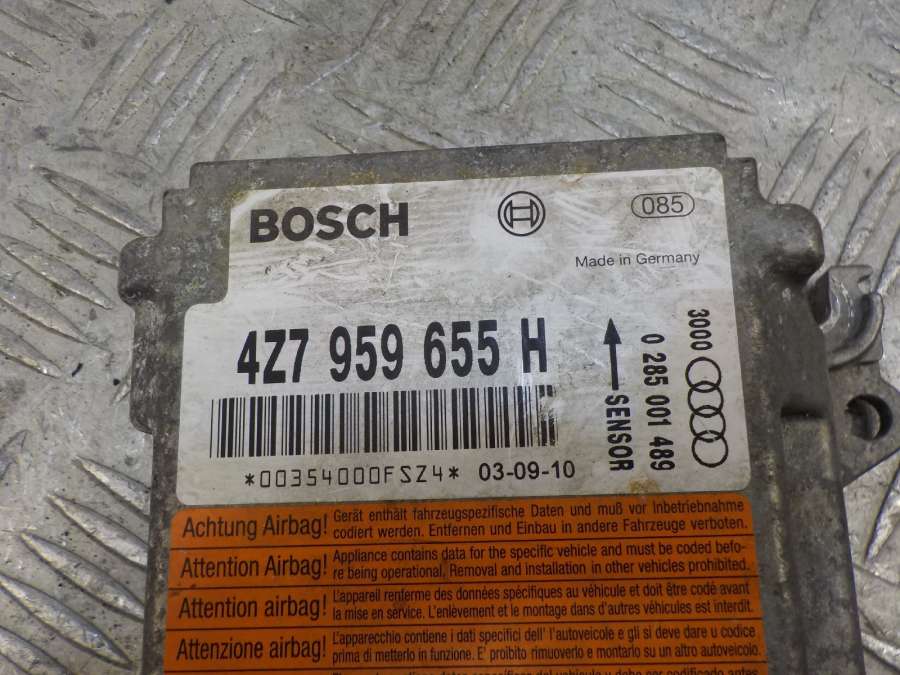 BOSCH
085
Made in Germany
4Z7 959 655 H
SENSOR
0 285 001 489
3000
*00354000FSZ4* 03-09-10
Achtung Airbag! Gerät enthält fahrzeugspezifische Daten und muß vor Inbetriebnahme
codiert werden. Entfernen und Einbau in andere Fahrzeuge verboten.
Attention Airbag! Appliance contains data for the specific vehicle and must be coded befo-
re being operational, Removal and installation in other vehicles prohibited.
Attention airbag! L'appareil renferme des données spécifiques au véhicule et doit être codé avant
la mise en service. L'enlèvement et le montage dans d'autres véhicules est interdit.
Attenzione airbag! L'apparecchio contiene i dati specifici dell' l'autoveicole e gli si deve dare u codice
prima di metterlo in funzione. E' proibito rimuoverlo e montarlo su un altro autoveicolo.